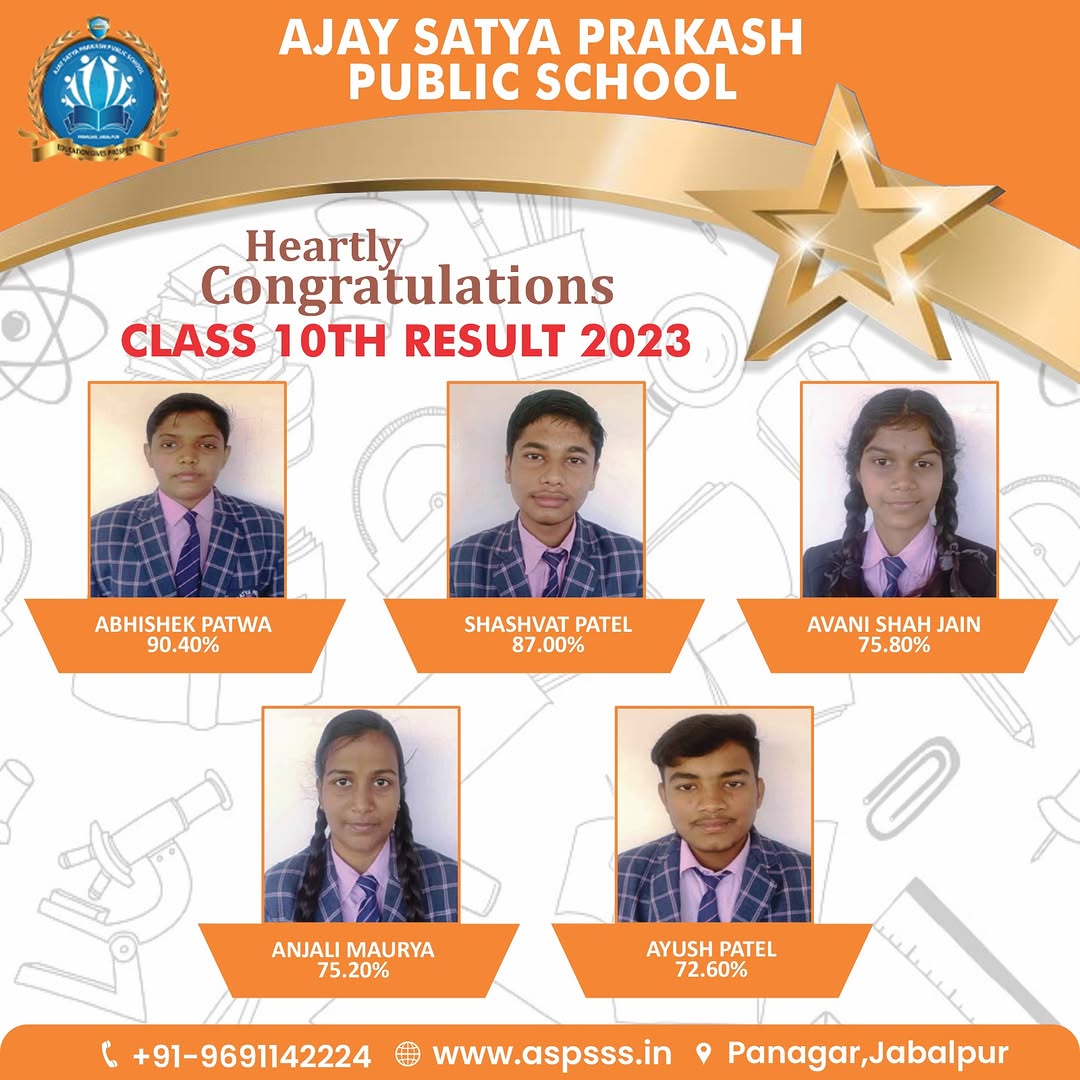 AJAY SATYA PRAKASH
PUBLIC SCHOOL
AJAY SATYA PRAKASH PUBLIC SCHOOL
PANAGAR, JABALPUR
EDUCATION GIVES PROSPERITY
Heartly
Congratulations
CLASS 10TH RESULT 2023
ABHISHEK PATWA
90.40%
SHASHVAT PATEL
87.00%
AVANI SHAH JAIN
75.80%
ANJALI MAURYA
75.20%
AYUSH PATEL
72.60%
+91-9691142224 www.aspsss.in Panagar,Jabalpur